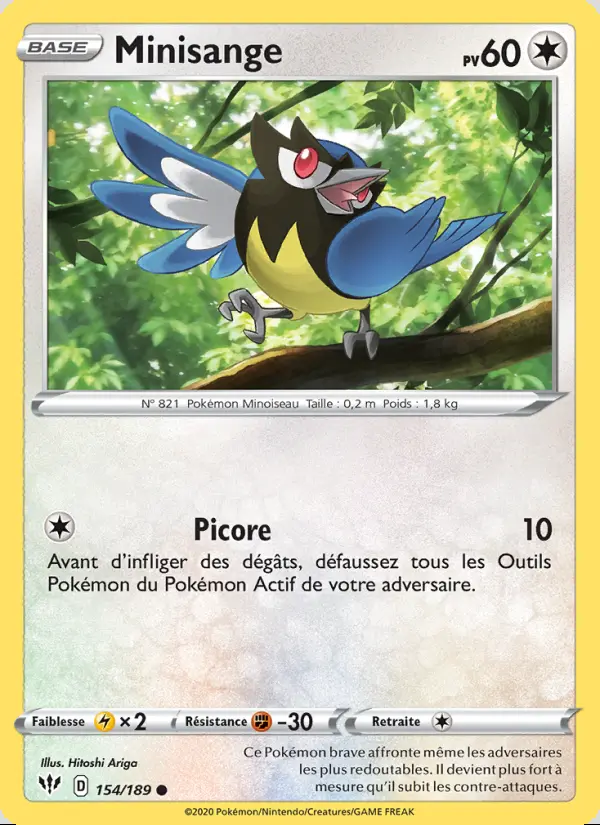 BASE Minisange PV60
N° 821 Pokémon Minoiseau Taille : 0,2 m Poids : 1,8 kg
Picore 10
Avant d'infliger des dégâts, défaussez tous les Outils
Pokémon du Pokémon Actif de votre adversaire.
Faiblesse ×2 Résistance -30 Retraite
Illus. Hitoshi Ariga
Ce Pokémon brave affronte même les adversaires
les plus redoutables. Il devient plus fort à
mesure qu'il subit les contre-attaques.
D 154/189
©2020 Pokémon/Nintendo/Creatures/GAME FREAK